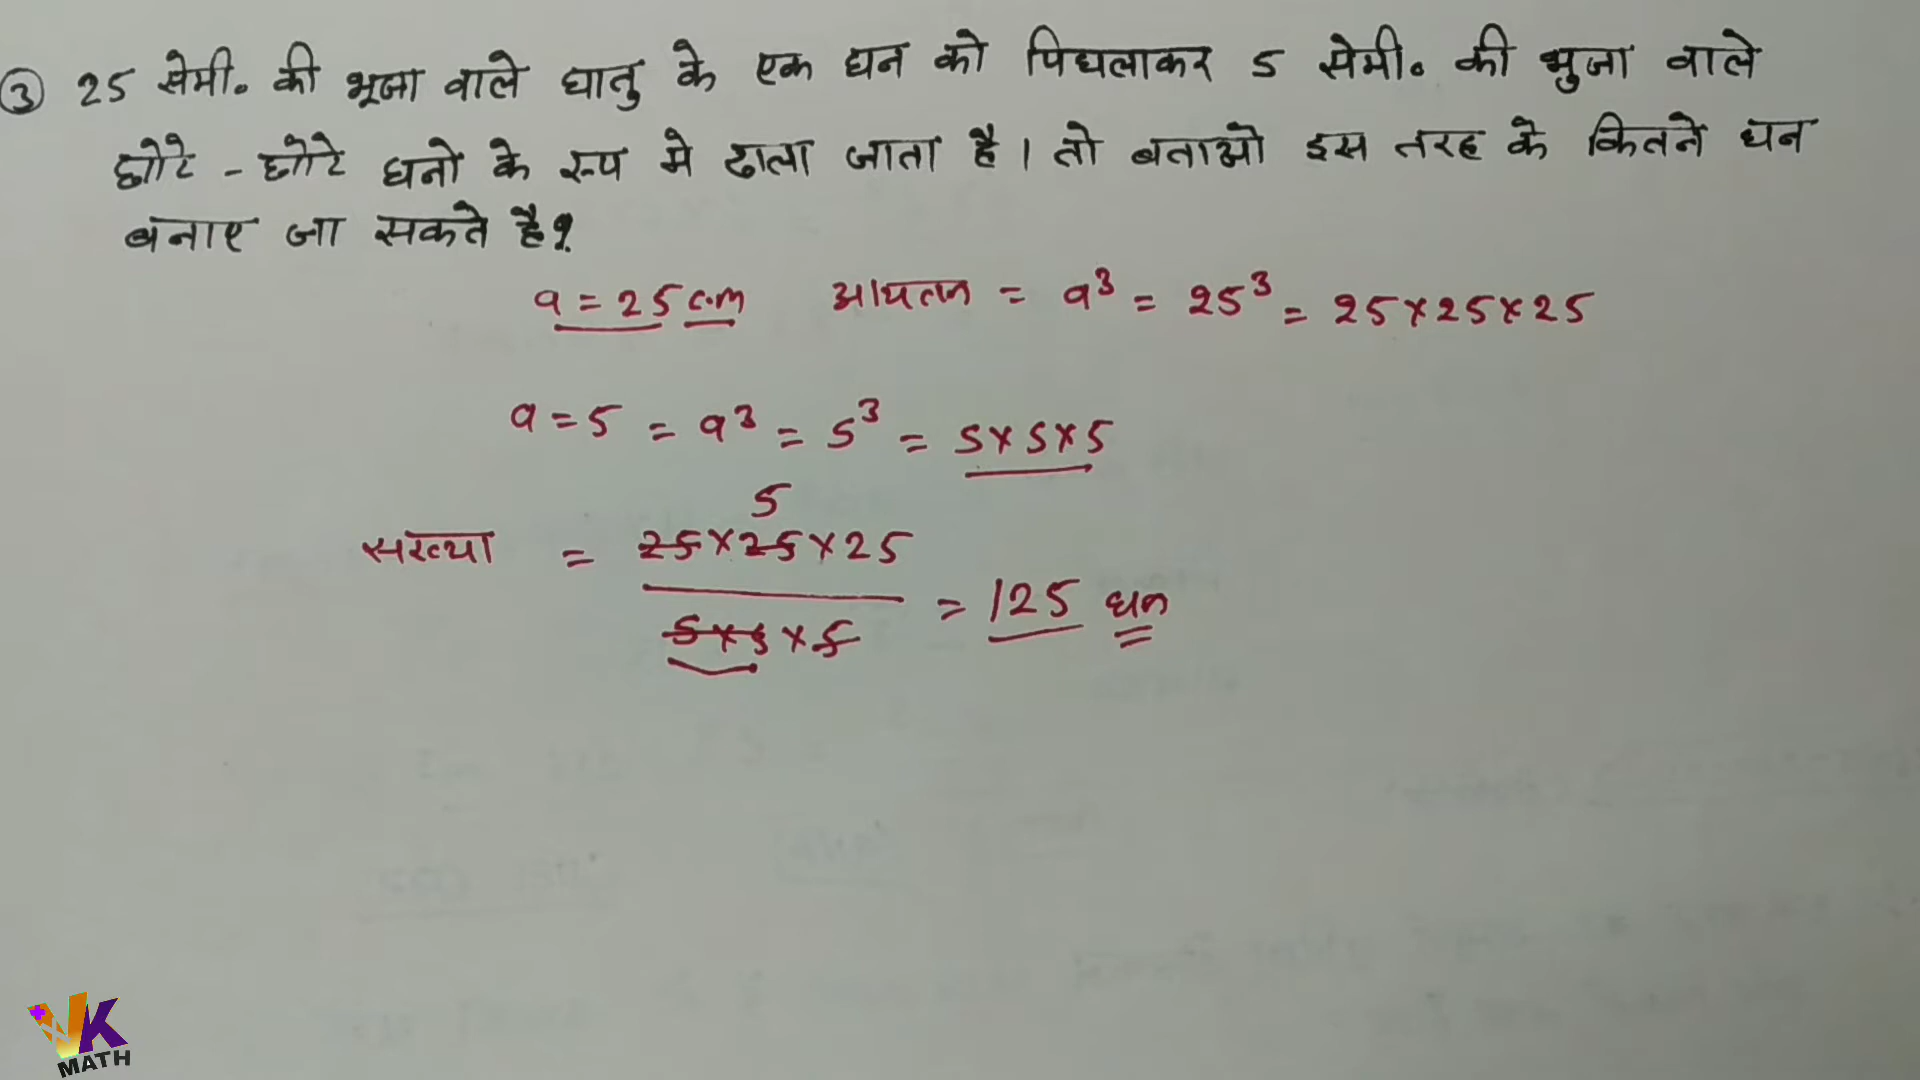 ③ 25 सेमी. की भूजा वाले धातु के एक घन को पिघलाकर 5 सेमी. की भुजा वाले
छोटे - छोटे घनो के रूप मे ढाला जाता है। तो बताओ इस तरह के कितने घन
बनाए जा सकते है?
a = 25 cm आयतन = a³ = 25³ = 25×25×25
a = 5 = a³ = 5³ = 5×5×5
5
सख्या = 25×25×25
= 125 घन
5×5×5
VK
MATH